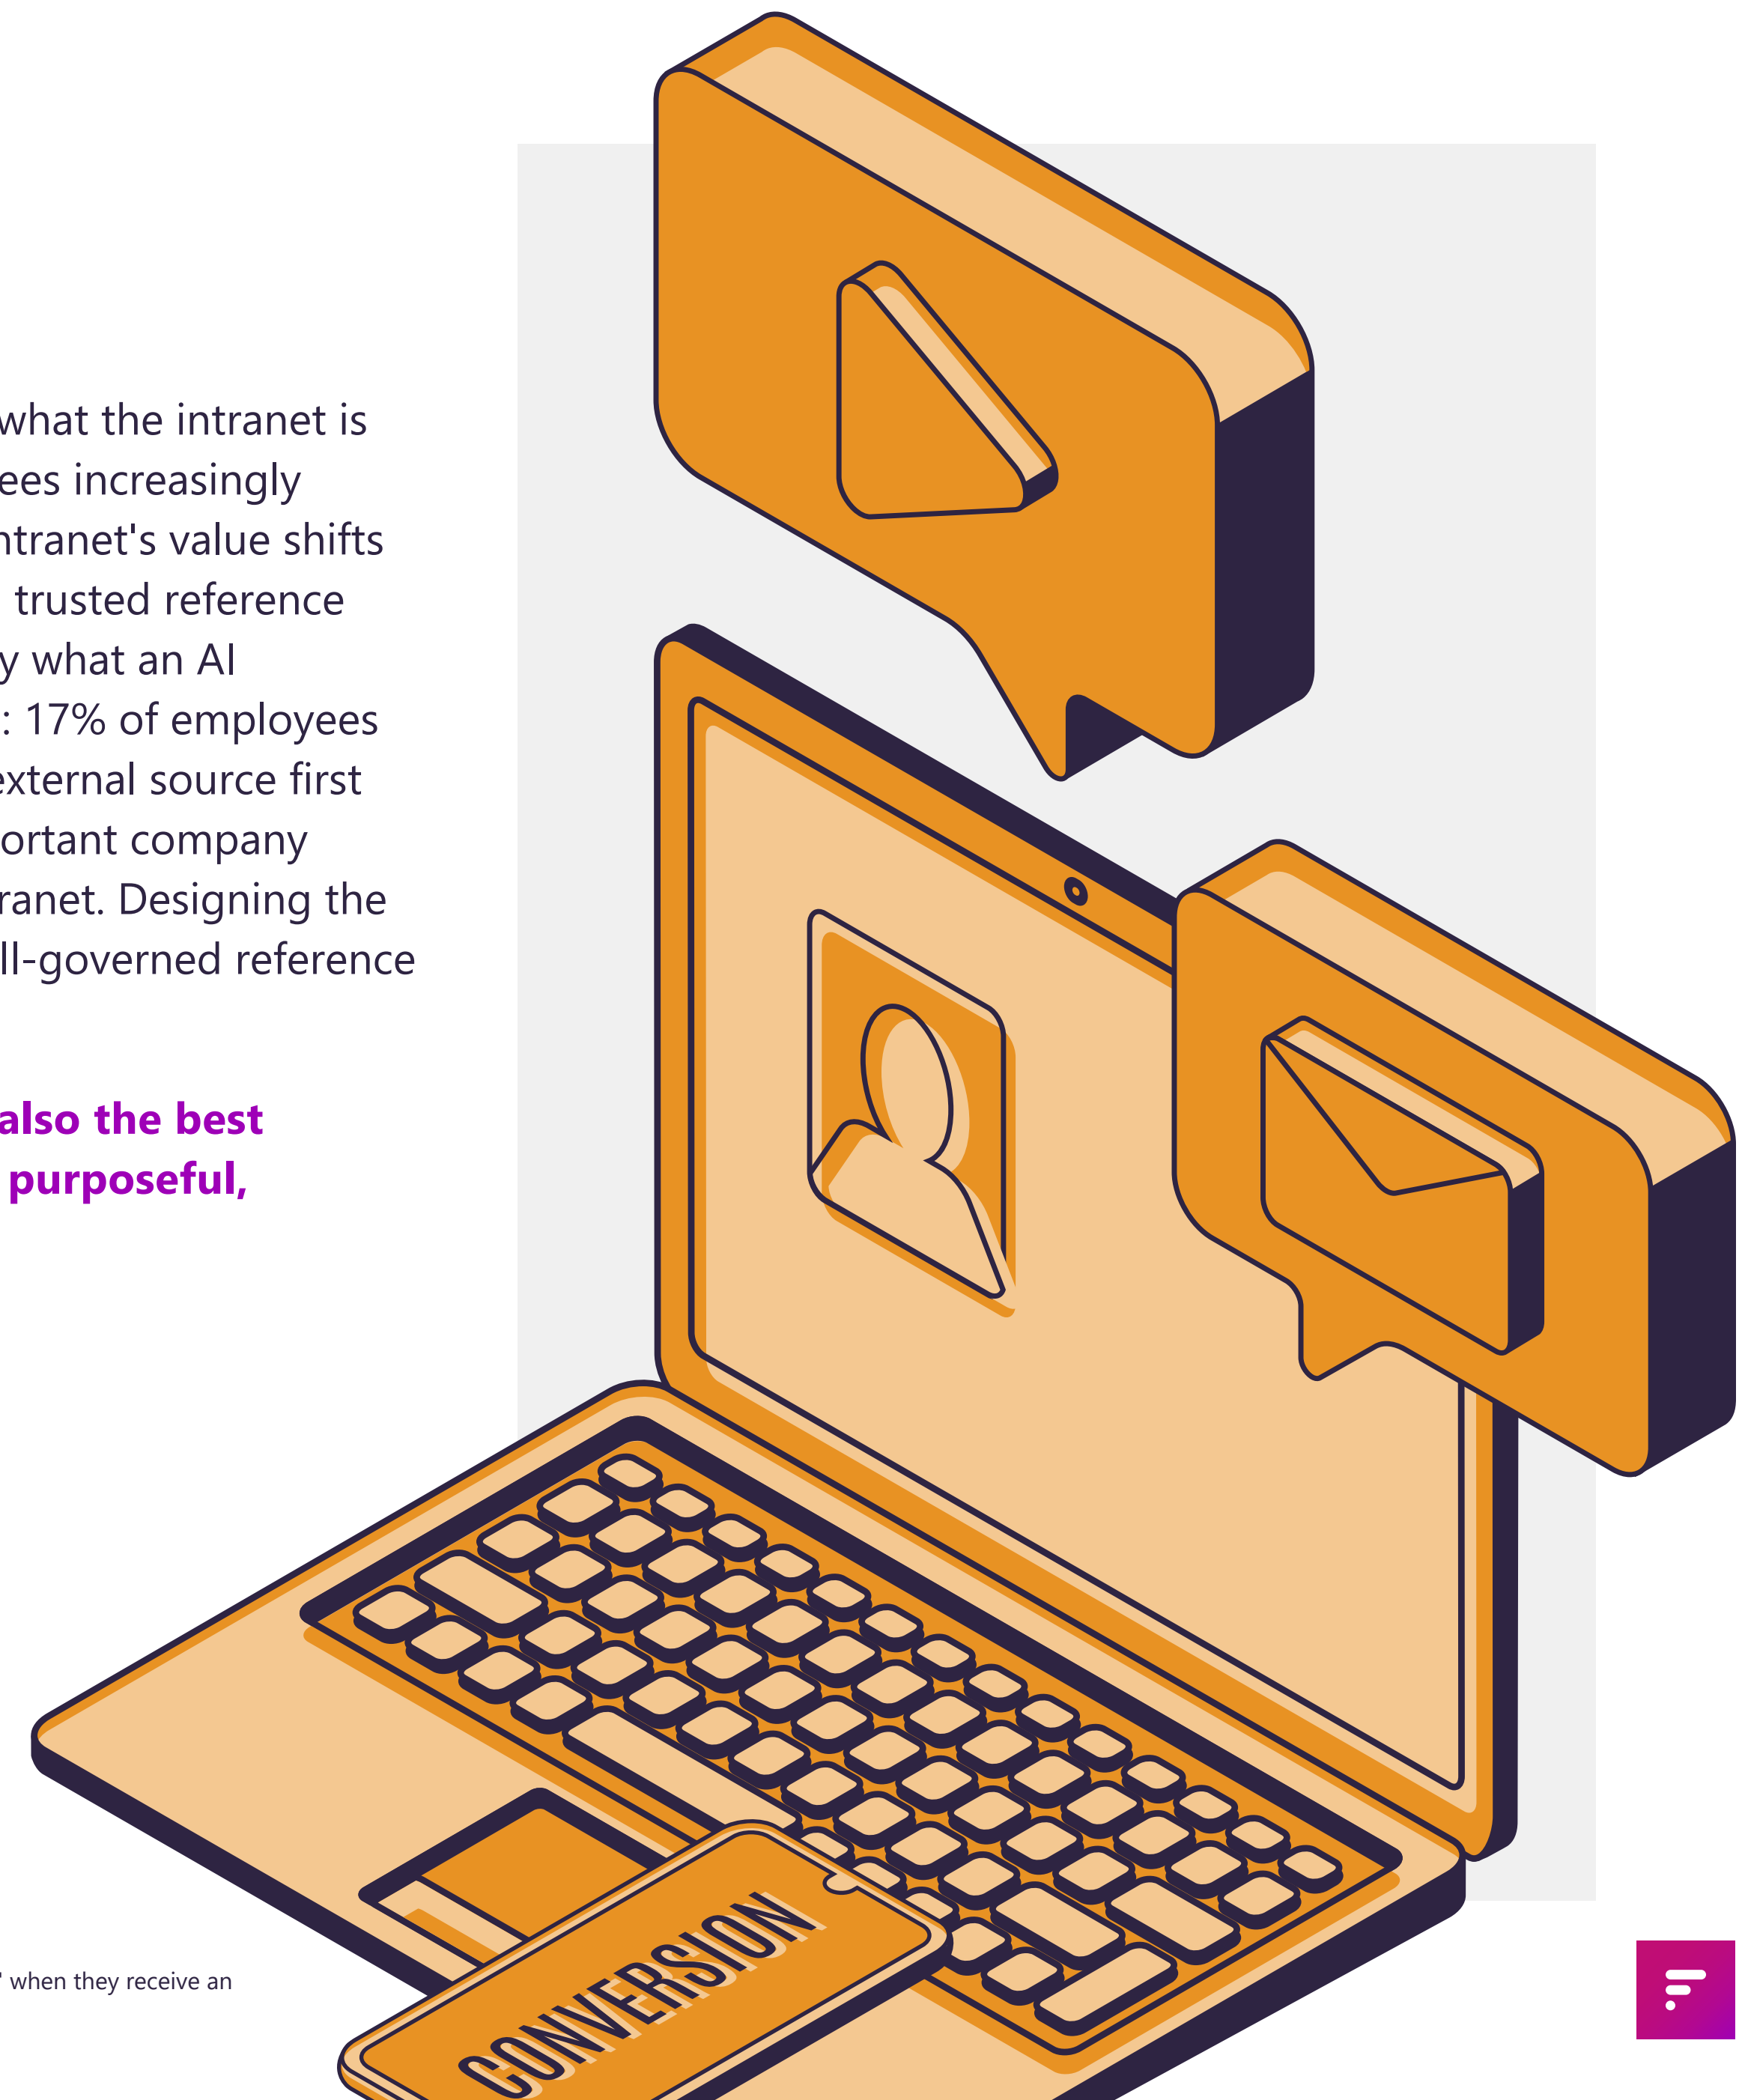 what the intranet is
ees increasingly
ntranet's value shifts
trusted reference
y what an AI
: 17% of employees
external source first
ortant company
ranet. Designing the
ll-governed reference
also the best
purposeful,
' when they receive an
CONVERSION